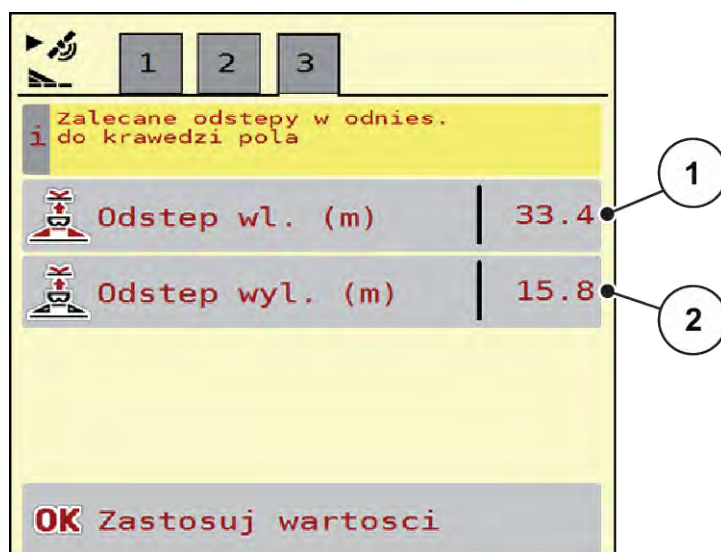 1 2 3
i Zalecane odstepy w odnies.
do krawedzi pola
Odstep wl. (m) 33.4
1
Odstep wyl. (m) 15.8
2
OK Zastosuj wartosci